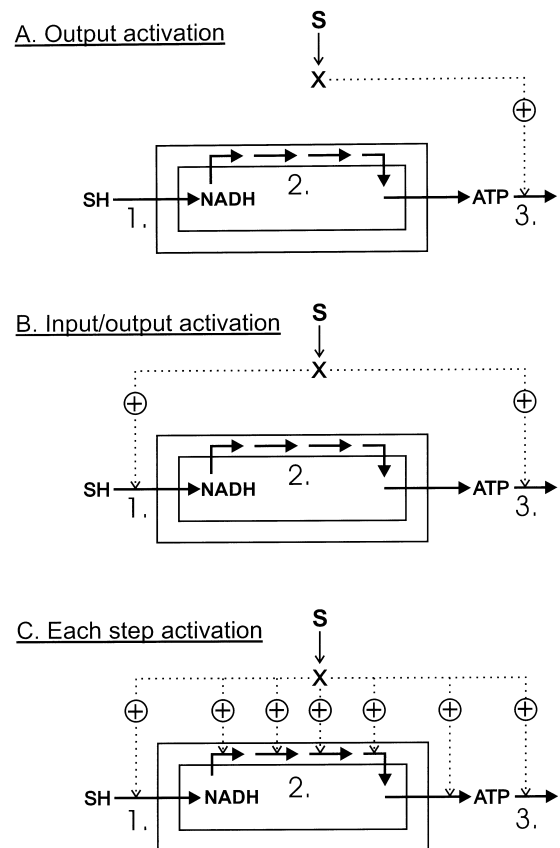 A. Output activation
S
X
+
2.
SH NADH ATP
1. 3.
B. Input/output activation
S
X
+ +
2.
SH NADH ATP
1. 3.
C. Each step activation
S
X
+ + + + + + +
2.
SH NADH ATP
1. 3.